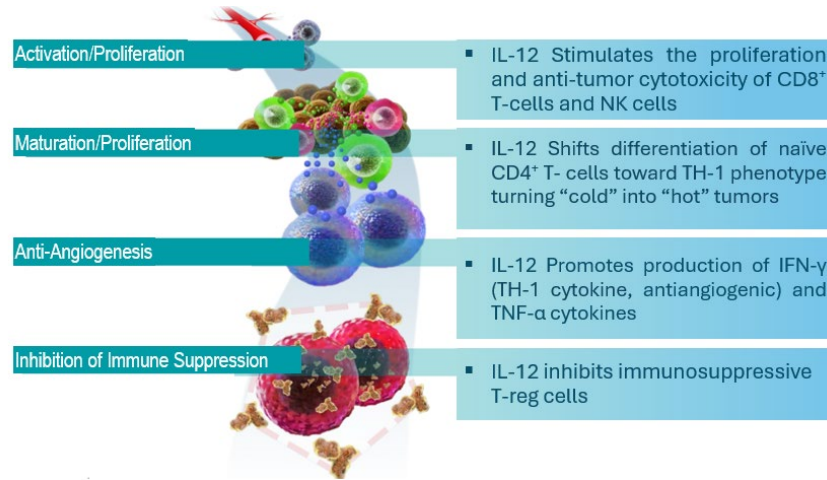 Activation/Proliferation
▪ IL-12 Stimulates the proliferation
and anti-tumor cytotoxicity of CD8⁺
T-cells and NK cells
Maturation/Proliferation
▪ IL-12 Shifts differentiation of naïve
CD4⁺ T- cells toward TH-1 phenotype
turning “cold” into “hot” tumors
Anti-Angiogenesis
▪ IL-12 Promotes production of IFN-γ
(TH-1 cytokine, antiangiogenic) and
TNF-α cytokines
Inhibition of Immune Suppression
▪ IL-12 inhibits immunosuppressive
T-reg cells